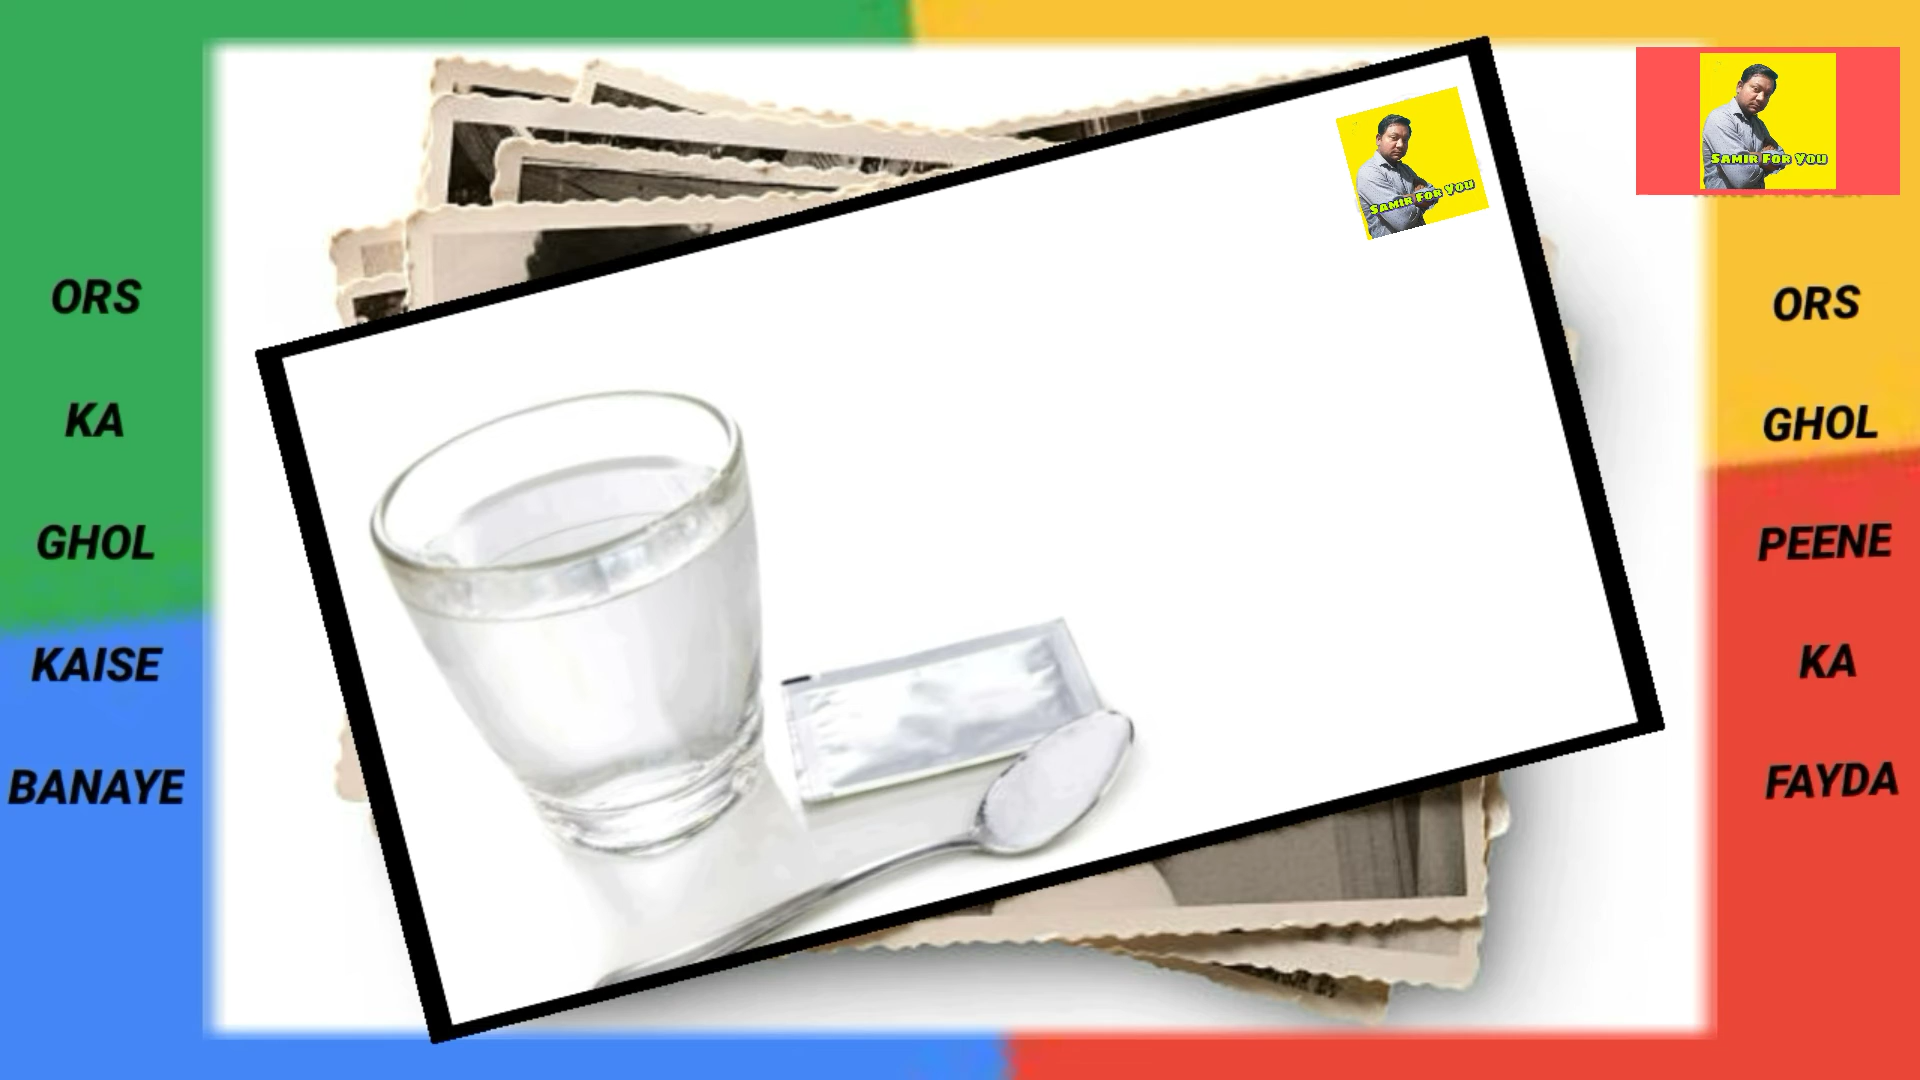 SAMIR FOR YOU
SAMIR FOR YOU
ORS
KA
GHOL
KAISE
BANAYE
ORS
GHOL
PEENE
KA
FAYDA